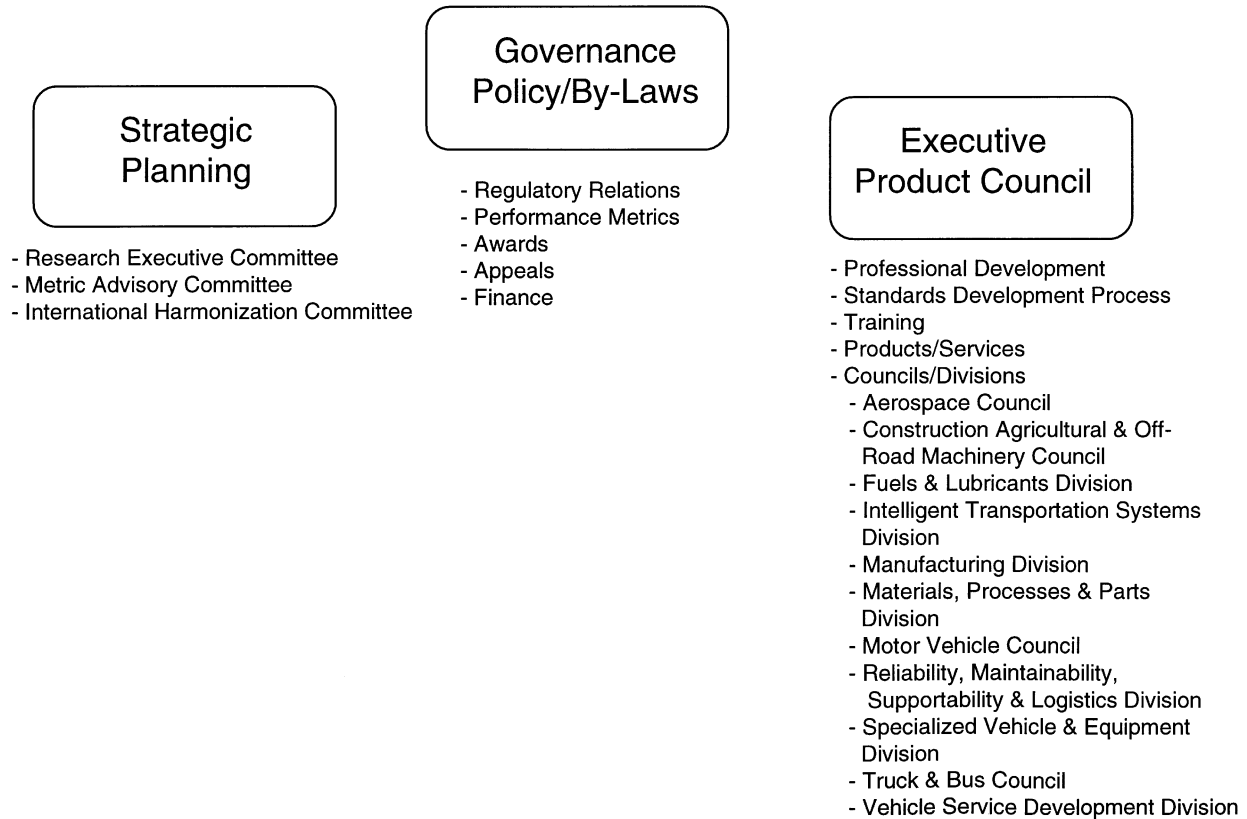 Strategic
Planning
- Research Executive Committee
- Metric Advisory Committee
- International Harmonization Committee
Governance
Policy/By-Laws
- Regulatory Relations
- Performance Metrics
- Awards
- Appeals
- Finance
Executive
Product Council
- Professional Development
- Standards Development Process
- Training
- Products/Services
- Councils/Divisions
- Aerospace Council
- Construction Agricultural & Off-
Road Machinery Council
- Fuels & Lubricants Division
- Intelligent Transportation Systems
Division
- Manufacturing Division
- Materials, Processes & Parts
Division
- Motor Vehicle Council
- Reliability, Maintainability,
Supportability & Logistics Division
- Specialized Vehicle & Equipment
Division
- Truck & Bus Council
- Vehicle Service Development Division